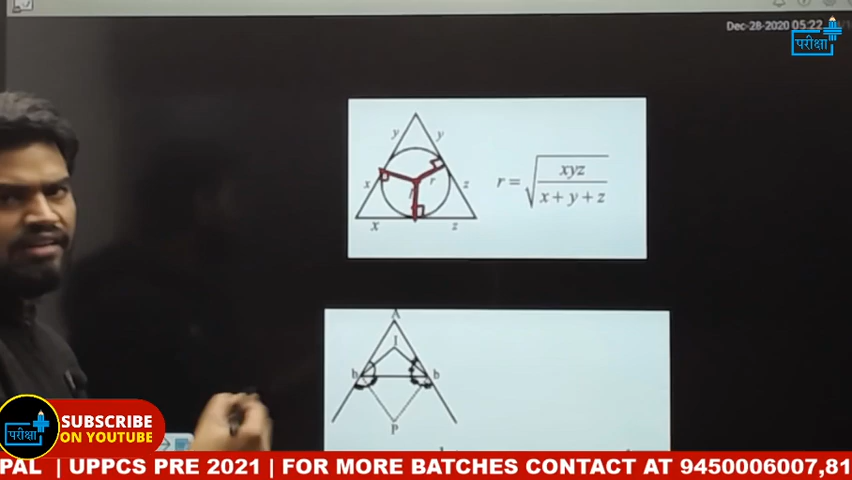 Dec-28-2020 05:22
परीक्षा
y y
x r z
x z
r = √(xyz / (x + y + z))
A
I
b b
P
परीक्षा
SUBSCRIBE
ON YOUTUBE
PAL | UPPCS PRE 2021 | FOR MORE BATCHES CONTACT AT 9450006007,81